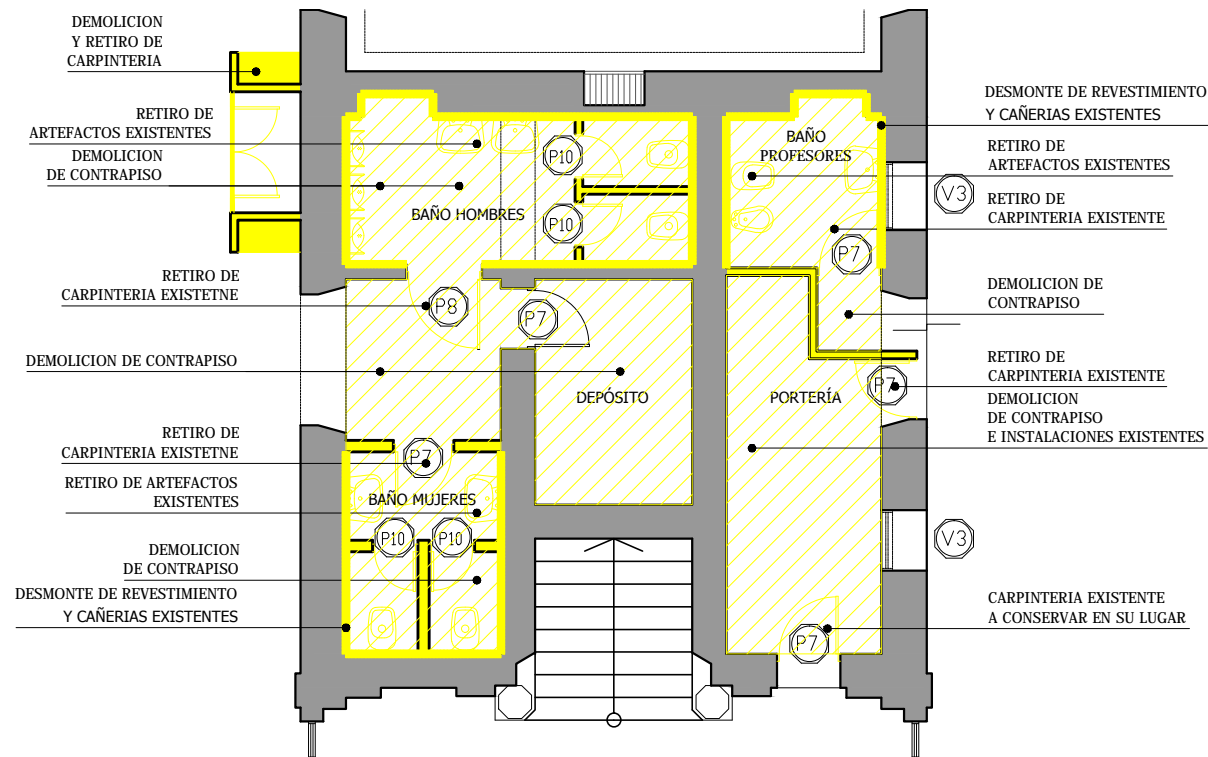 DEMOLICION
Y RETIRO DE
CARPINTERIA
RETIRO DE
ARTEFACTOS EXISTENTES
DEMOLICION
DE CONTRAPISO
RETIRO DE
CARPINTERIA EXISTETNE
DEMOLICION DE CONTRAPISO
RETIRO DE
CARPINTERIA EXISTETNE
RETIRO DE ARTEFACTOS
EXISTENTES
DEMOLICION
DE CONTRAPISO
DESMONTE DE REVESTIMIENTO
Y CAÑERIAS EXISTENTES
BAÑO HOMBRES
P10
P10
P8
P7
DEPÓSITO
P7
BAÑO MUJERES
P10
P10
BAÑO
PROFESORES
P7
PORTERÍA
P7
P7
V3
V3
DESMONTE DE REVESTIMIENTO
Y CAÑERIAS EXISTENTES
RETIRO DE
ARTEFACTOS EXISTENTES
RETIRO DE
CARPINTERIA EXISTENTE
DEMOLICION DE
CONTRAPISO
RETIRO DE
CARPINTERIA EXISTENTE
DEMOLICION
DE CONTRAPISO
E INSTALACIONES EXISTENTES
CARPINTERIA EXISTENTE
A CONSERVAR EN SU LUGAR